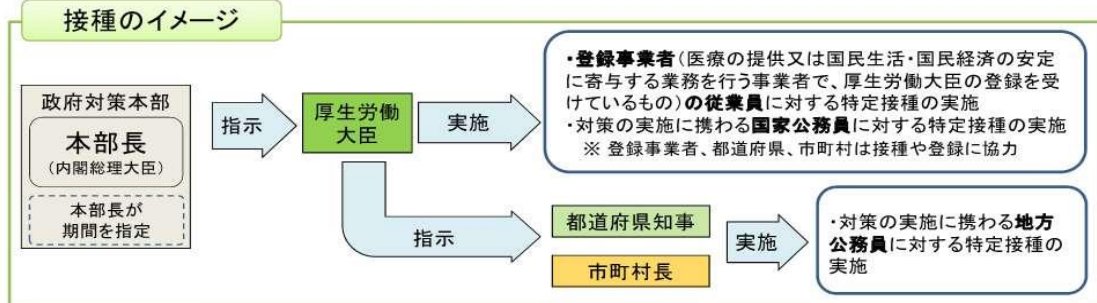 接種のイメージ
政府対策本部
本部長
(内閣総理大臣)
本部長が
期間を指定
指示
厚生労働
大臣
実施
・登録事業者(医療の提供又は国民生活・国民経済の安定
に寄与する業務を行う事業者で、厚生労働大臣の登録を受
けているもの)の従業員に対する特定接種の実施
・対策の実施に携わる国家公務員に対する特定接種の実施
※ 登録事業者、都道府県、市町村は接種や登録に協力
指示
都道府県知事
市町村長
実施
・対策の実施に携わる地方
公務員に対する特定接種の
実施